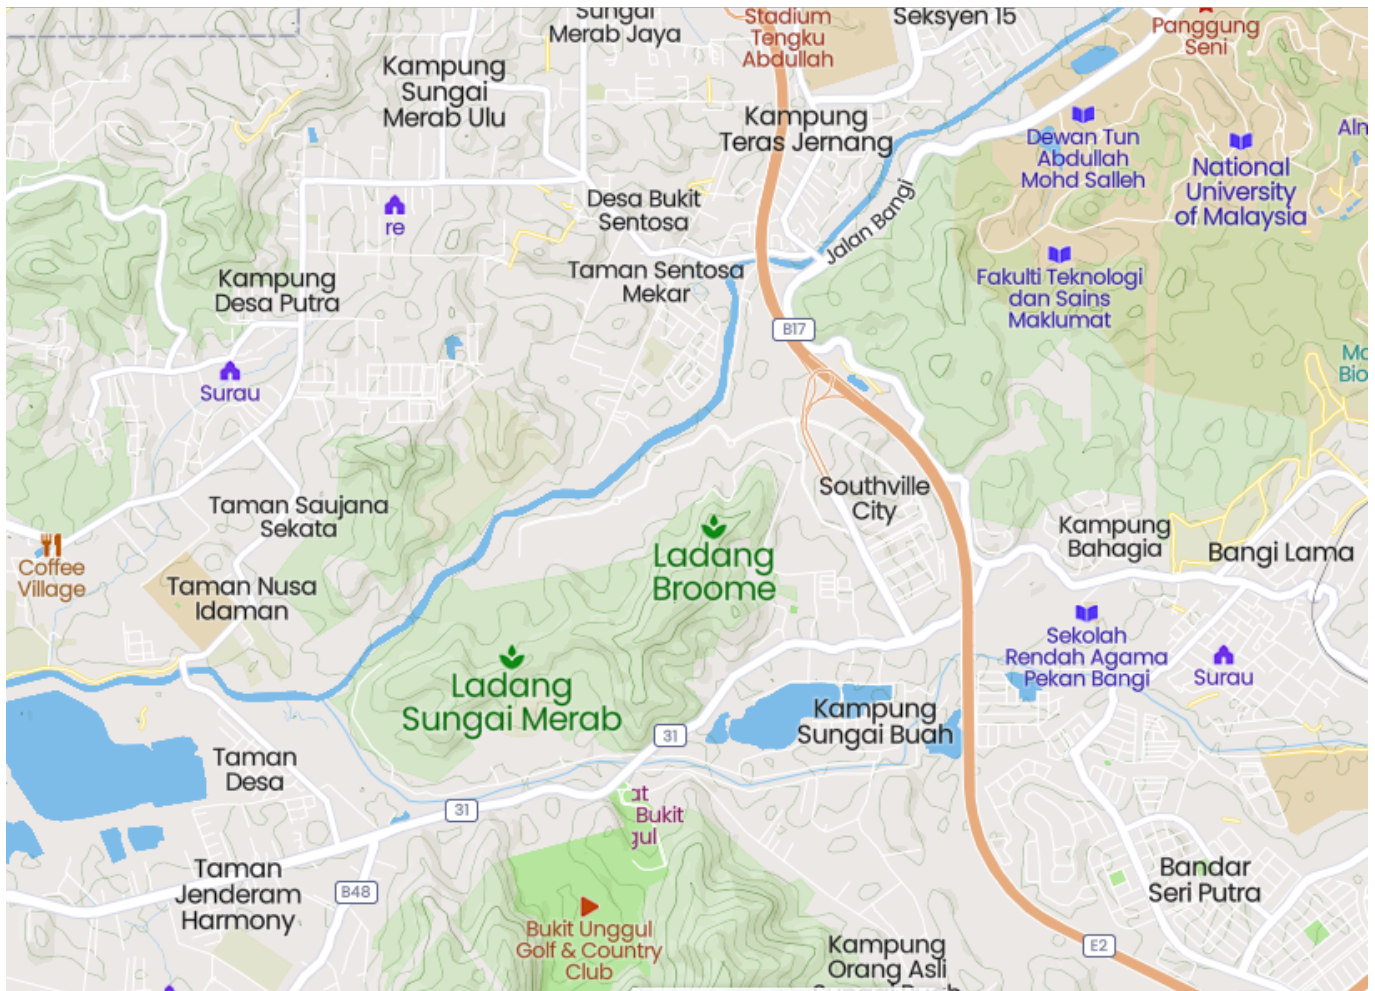 Sungai
Merab Jaya
Stadium
Tengku
Abdullah
Seksyen 15
Panggung
Seni
Kampung
Sungai
Merab Ulu
Kampung
Teras Jernang
Dewan Tun
Abdullah
Mohd Salleh
National
University
of Malaysia
re
Desa Bukit
Sentosa
Jalan Bangi
Kampung
Desa Putra
Taman Sentosa
Mekar
Fakulti Teknologi
dan Sains
Maklumat
B17
Surau
Southville
City
Taman Saujana
Sekata
Coffee
Village
Taman Nusa
Idaman
Ladang
Broome
Kampung
Bahagia
Bangi Lama
Sekolah
Rendah Agama
Pekan Bangi
Surau
Ladang
Sungai Merab
31
Kampung
Sungai Buah
Taman
Desa
31
at
Bukit
gul
Taman
Jenderam
Harmony
B48
Bandar
Seri Putra
Bukit Unggul
Golf & Country
Club
Kampung
Orang Asli
E2